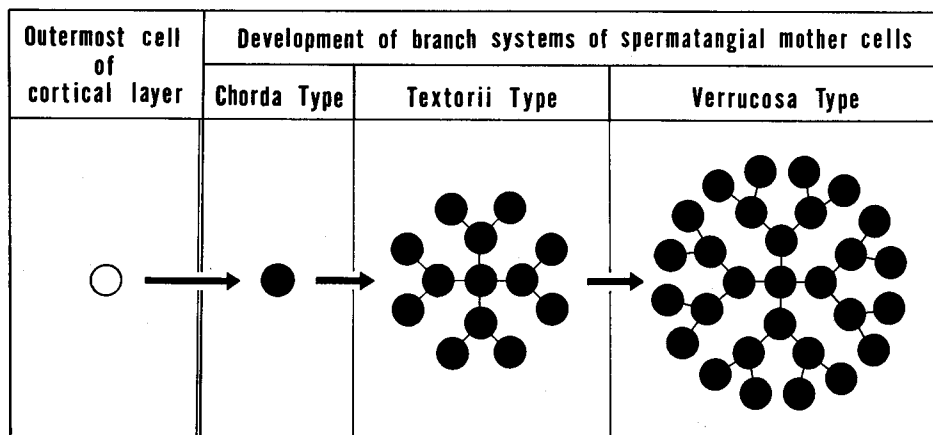 Outermost cell
of
cortical layer
Development of branch systems of spermatangial mother cells
Chorda Type
Textorii Type
Verrucosa Type